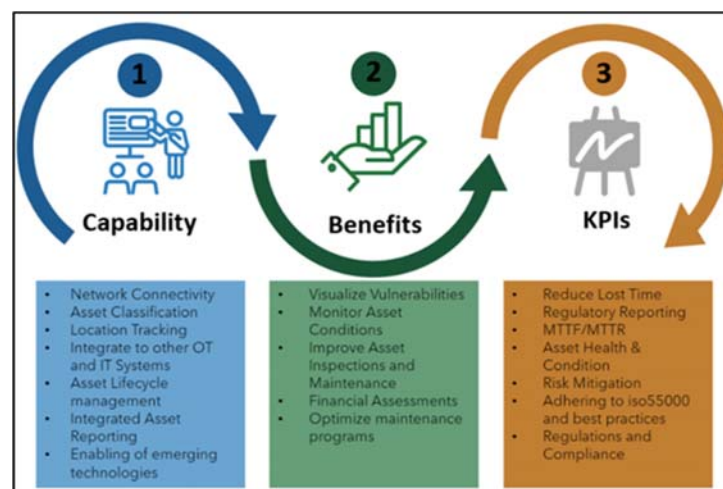 1
Capability
• Network Connectivity
• Asset Classification
• Location Tracking
• Integrate to other OT
and IT Systems
• Asset Lifecycle
management
• Integrated Asset
Reporting
• Enabling of emerging
technologies
2
Benefits
• Visualize Vulnerabilities
• Monitor Asset
Conditions
• Improve Asset
Inspections and
Maintenance
• Financial Assessments
• Optimize maintenance
programs
3
KPIs
• Reduce Lost Time
• Regulatory Reporting
• MTTF/MTTR
• Asset Health &
Condition
• Risk Mitigation
• Adhering to iso55000
and best practices
• Regulations and
Compliance